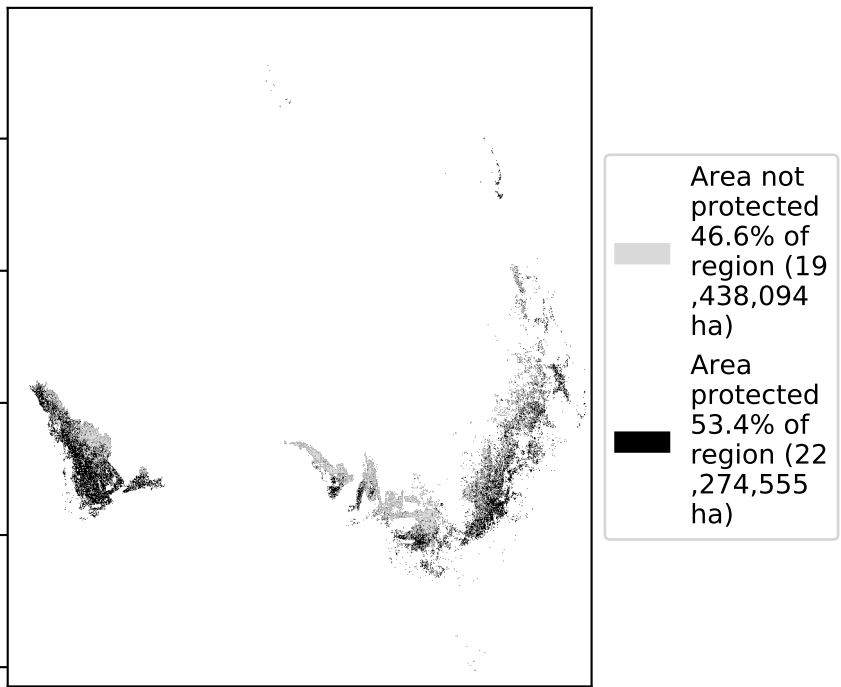 Area not
protected
46.6% of
region (19
,438,094
ha)
Area
protected
53.4% of
region (22
,274,555
ha)